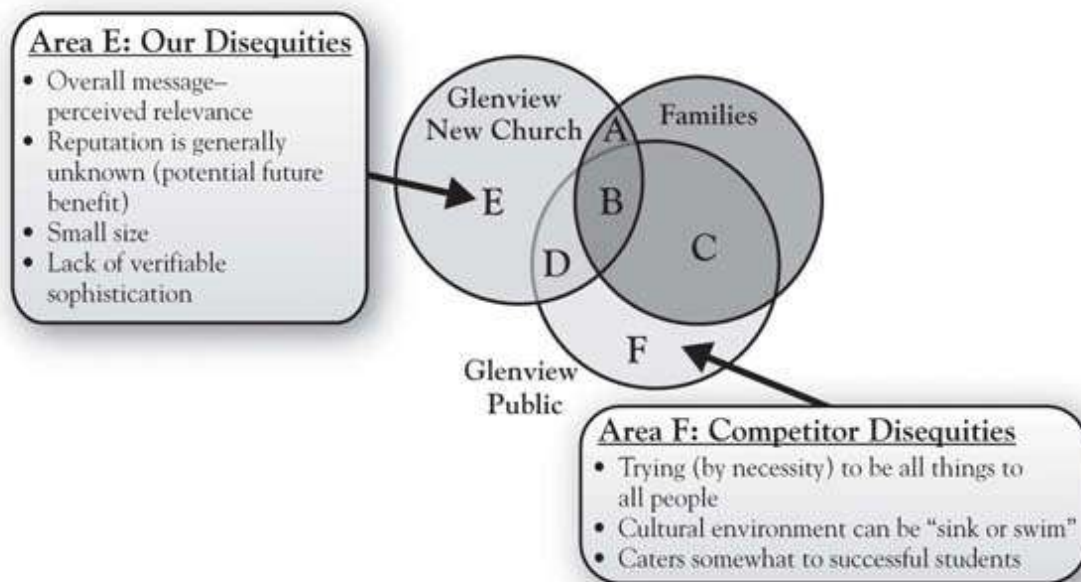 Area E: Our Disequities
• Overall message–
perceived relevance
• Reputation is generally
unknown (potential future
benefit)
• Small size
• Lack of verifiable
sophistication
Glenview
New Church
Families
A
E
B
C
D
F
Glenview
Public
Area F: Competitor Disequities
• Trying (by necessity) to be all things to
all people
• Cultural environment can be “sink or swim”
• Caters somewhat to successful students